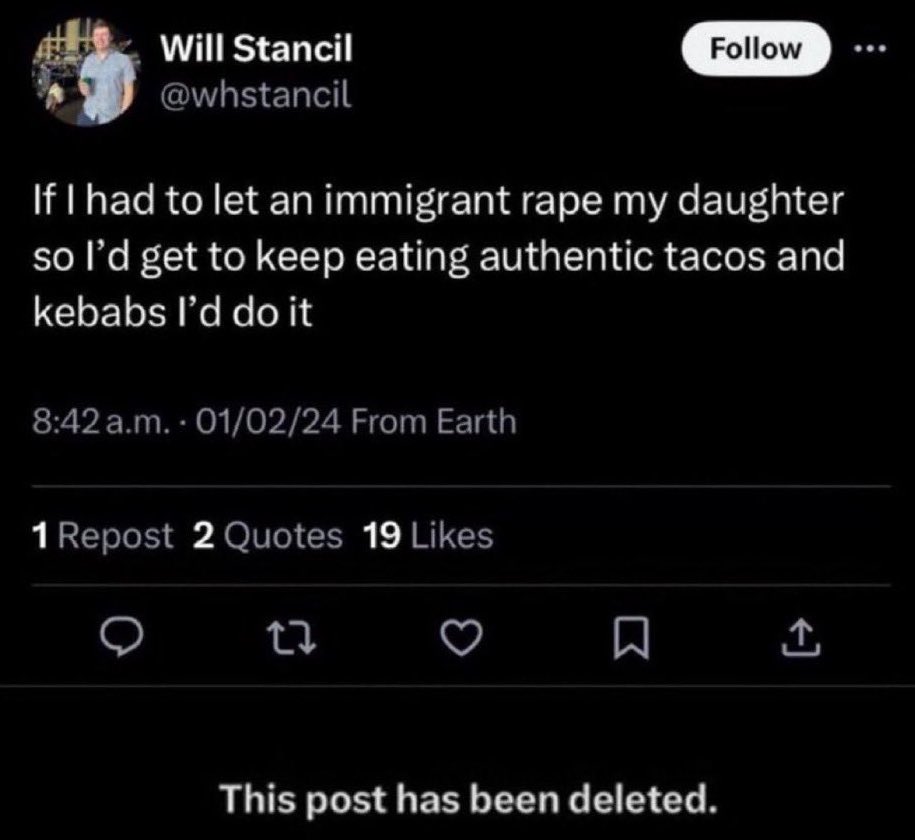 Will Stancil
@whstancil
Follow
If I had to let an immigrant rape my daughter
so I’d get to keep eating authentic tacos and
kebabs I’d do it
8:42 a.m. · 01/02/24 From Earth
1 Repost 2 Quotes 19 Likes
This post has been deleted.